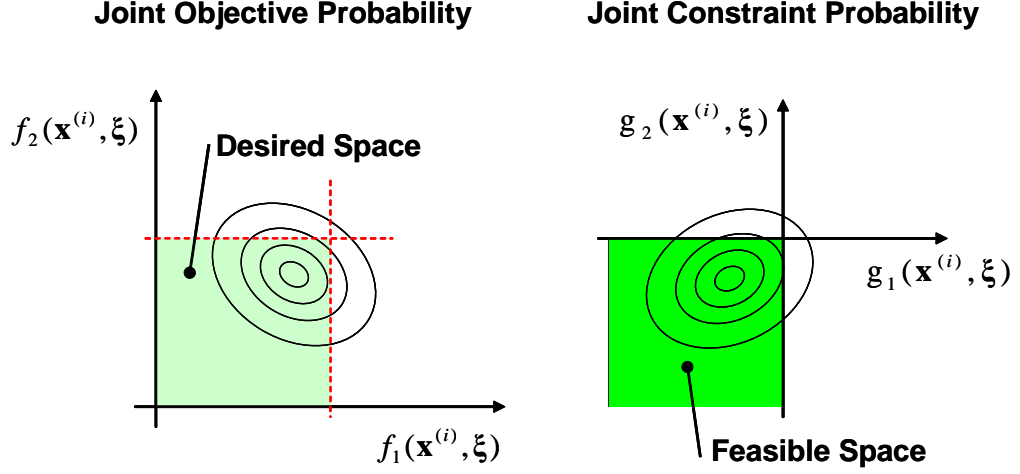 Joint Objective Probability
Joint Constraint Probability
f₂(𝐱⁽ⁱ⁾,𝛏)
Desired Space
g₂(𝐱⁽ⁱ⁾,𝛏)
g₁(𝐱⁽ⁱ⁾,𝛏)
f₁(𝐱⁽ⁱ⁾,𝛏)
Feasible Space